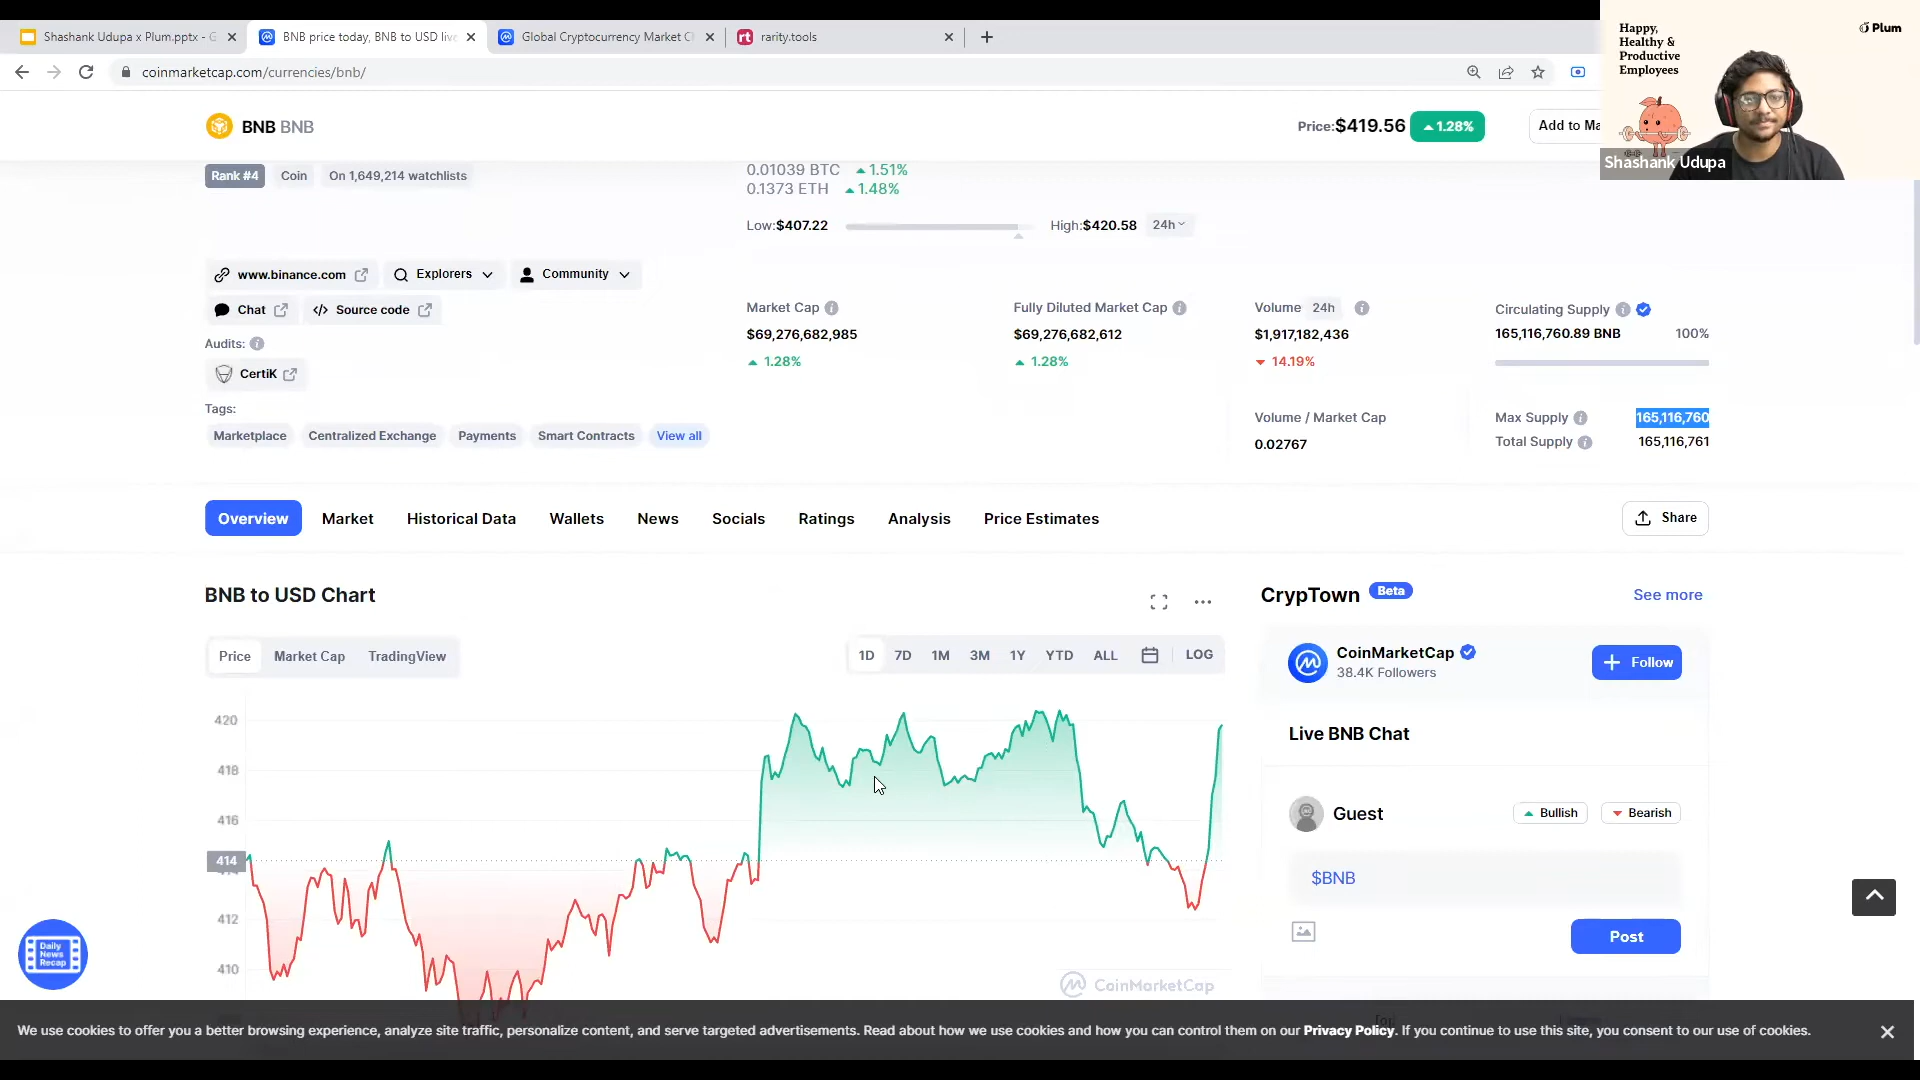 Shashank Udupa x Plum.pptx - G
BNB price today, BNB to USD live
Global Cryptocurrency Market C
rarity.tools
coinmarketcap.com/currencies/bnb/
Happy,
Healthy &
Productive
Employees
Plum
Shashank Udupa
BNB BNB
Price:$419.56
1.28%
Add to Ma
Rank #4
Coin
On 1,649,214 watchlists
0.01039 BTC
1.51%
0.1373 ETH
1.48%
Low:$407.22
High:$420.58
24h
www.binance.com
Explorers
Community
Chat
Source code
Audits:
CertiK
Tags:
Marketplace
Centralized Exchange
Payments
Smart Contracts
View all
Market Cap
$69,276,682,985
1.28%
Fully Diluted Market Cap
$69,276,682,612
1.28%
Volume 24h
$1,917,182,436
14.19%
Volume / Market Cap
0.02767
Circulating Supply
165,116,760.89 BNB
100%
Max Supply
165,116,760
Total Supply
165,116,761
Overview
Market
Historical Data
Wallets
News
Socials
Ratings
Analysis
Price Estimates
Share
BNB to USD Chart
Price
Market Cap
TradingView
1D
7D
1M
3M
1Y
YTD
ALL
LOG
420
418
416
414
412
410
CoinMarketCap
CrypTown
Beta
See more
CoinMarketCap
38.4K Followers
Follow
Live BNB Chat
Guest
Bullish
Bearish
$BNB
Post
Daily
News
Recap
We use cookies to offer you a better browsing experience, analyze site traffic, personalize content, and serve targeted advertisements. Read about how we use cookies and how you can control them on our Privacy Policy. If you continue to use this site, you consent to our use of cookies.